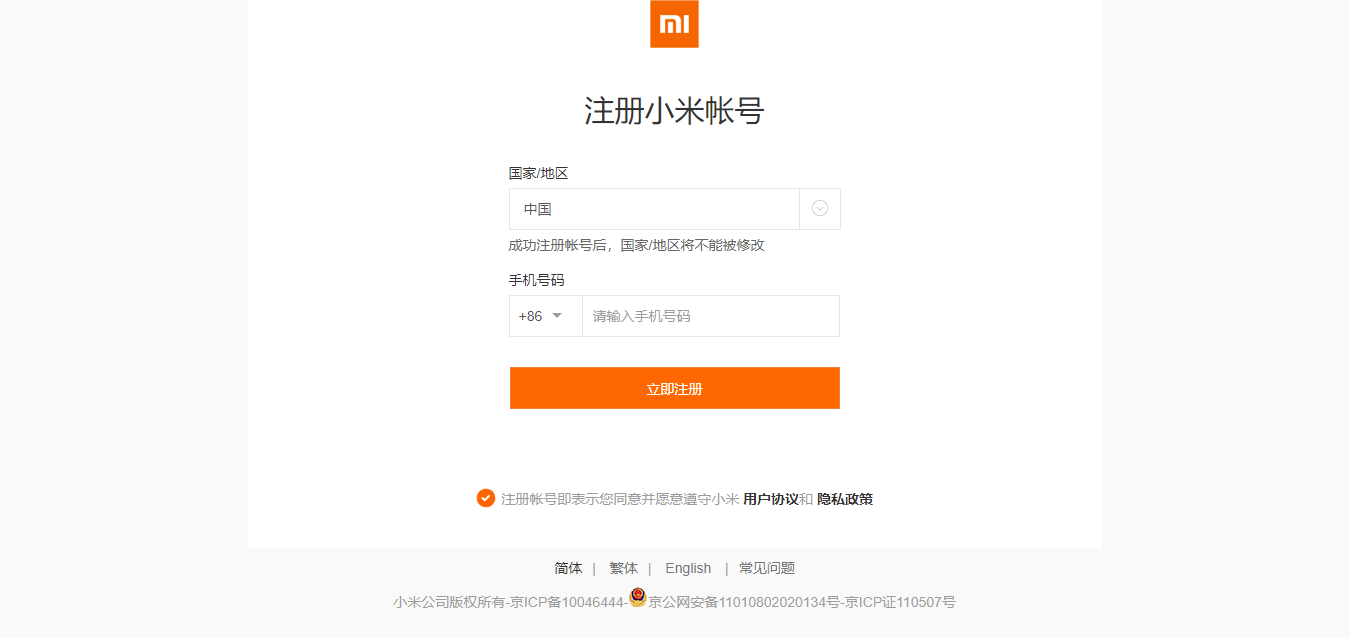 mi
注册小米帐号
国家/地区
中国
成功注册帐号后，国家/地区将不能被修改
手机号码
+86 请输入手机号码
立即注册
注册帐号即表示您同意并愿意遵守小米 用户协议和 隐私政策
简体 | 繁体 | English | 常见问题
小米公司版权所有-京ICP备10046444-京公网安备11010802020134号-京ICP证110507号